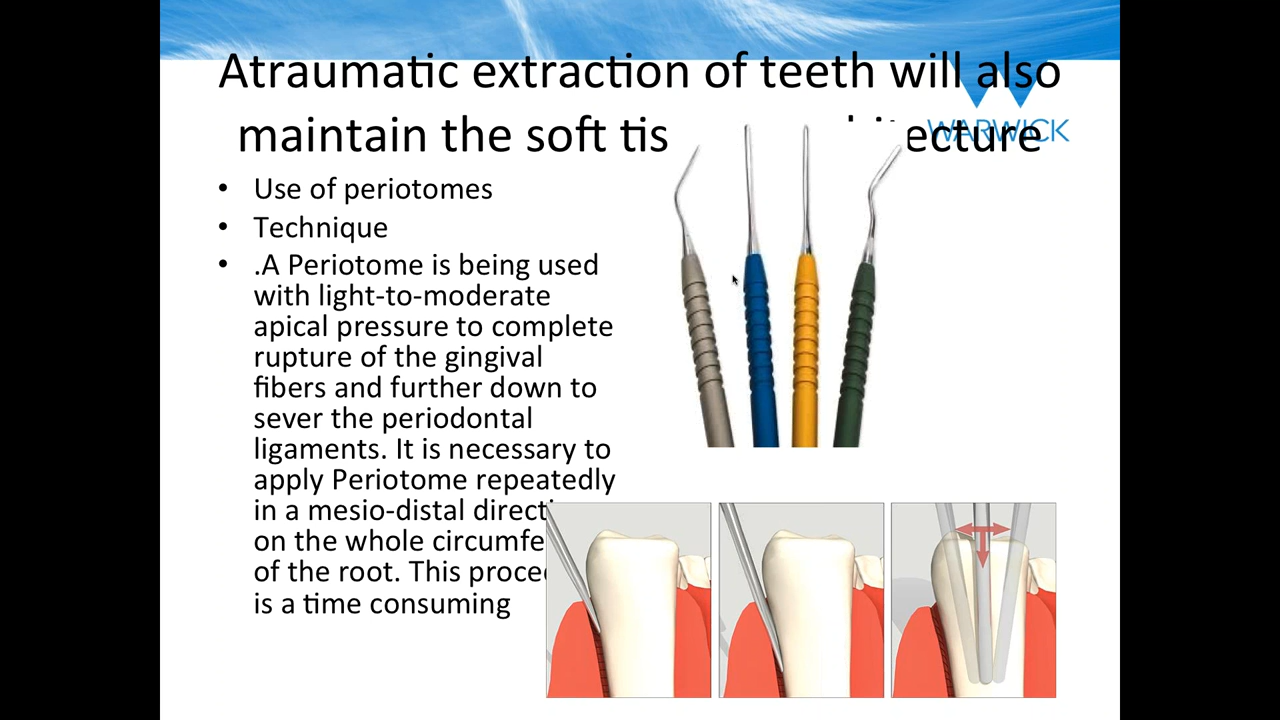 Atraumatic extraction of teeth will also
maintain the soft tis ecture
WARWICK
• Use of periotomes
• Technique
• .A Periotome is being used
with light-to-moderate
apical pressure to complete
rupture of the gingival
fibers and further down to
sever the periodontal
ligaments. It is necessary to
apply Periotome repeatedly
in a mesio-distal directi
on the whole circumfe
of the root. This proce
is a time consuming